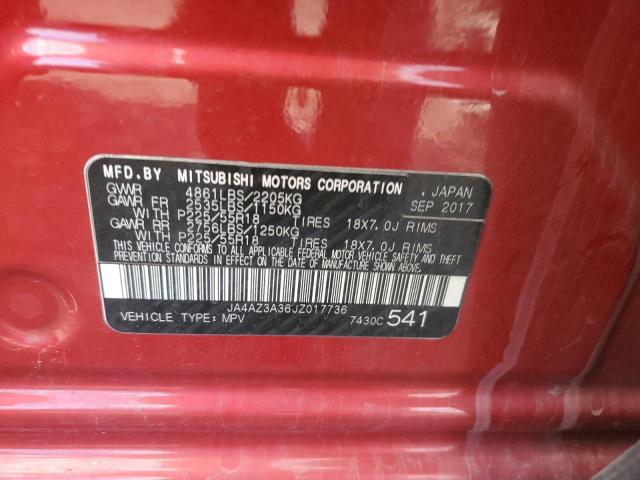 MFD.BY MITSUBISHI MOTORS CORPORATION , JAPAN
GVWR 4861LBS/2205KG SEP 2017
GAWR FR 2535LBS/1150KG
WITH P225/55R18 TIRES 18X7.0J RIMS
GAWR RR 2756LBS/1250KG
WITH P225/55R18 TIRES 18X7.0J RIMS
THIS VEHICLE CONFORMS TO ALL APPLICABLE FEDERAL MOTOR VEHICLE SAFETY AND THEFT
PREVENTION STANDARDS IN EFFECT ON THE DATE OF MANUFACTURE SHOWN ABOVE.
JA4AZ3A36JZ017736
VEHICLE TYPE: MPV 7430C 541